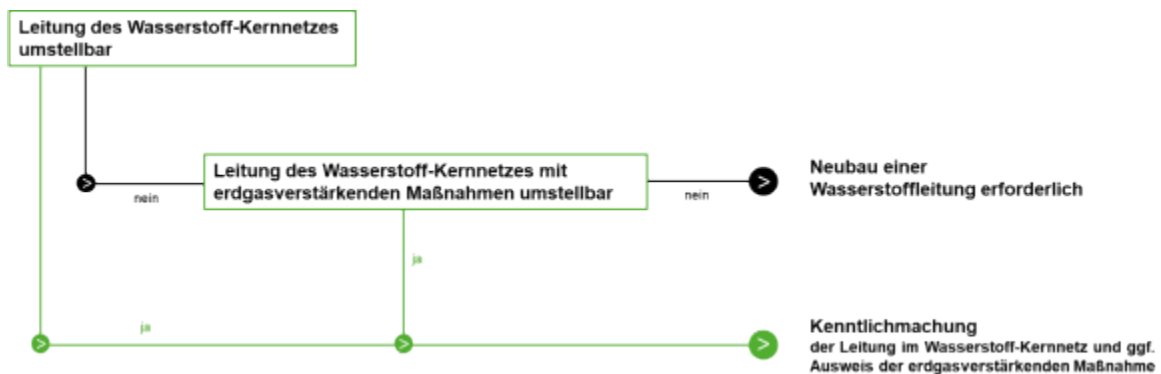 Leitung des Wasserstoff-Kernnetzes
umstellbar
nein
Leitung des Wasserstoff-Kernnetzes mit
erdgasverstärkenden Maßnahmen umstellbar
nein
Neubau einer
Wasserstoffleitung erforderlich
ja
ja
Kenntlichmachung
der Leitung im Wasserstoff-Kernnetz und ggf.
Ausweis der erdgasverstärkenden Maßnahme